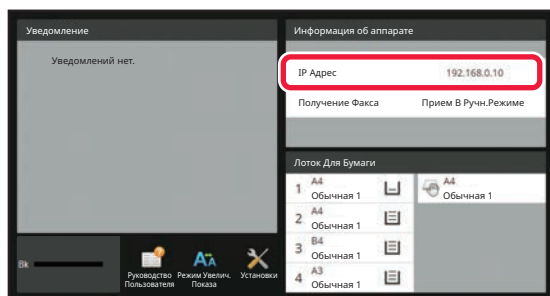 Уведомление
Уведомлений нет.
Информация об аппарате
IP Адрес 192.168.0.10
Получение Факса Прием В Ручн.Режиме
Лоток Для Бумаги
1 A4
Обычная 1
A4
Обычная 1
2 A4
Обычная 1
3 B4
Обычная 1
4 A3
Обычная 1
Bk
Руководство
Пользователя
Режим Увелич.
Показа
Установки